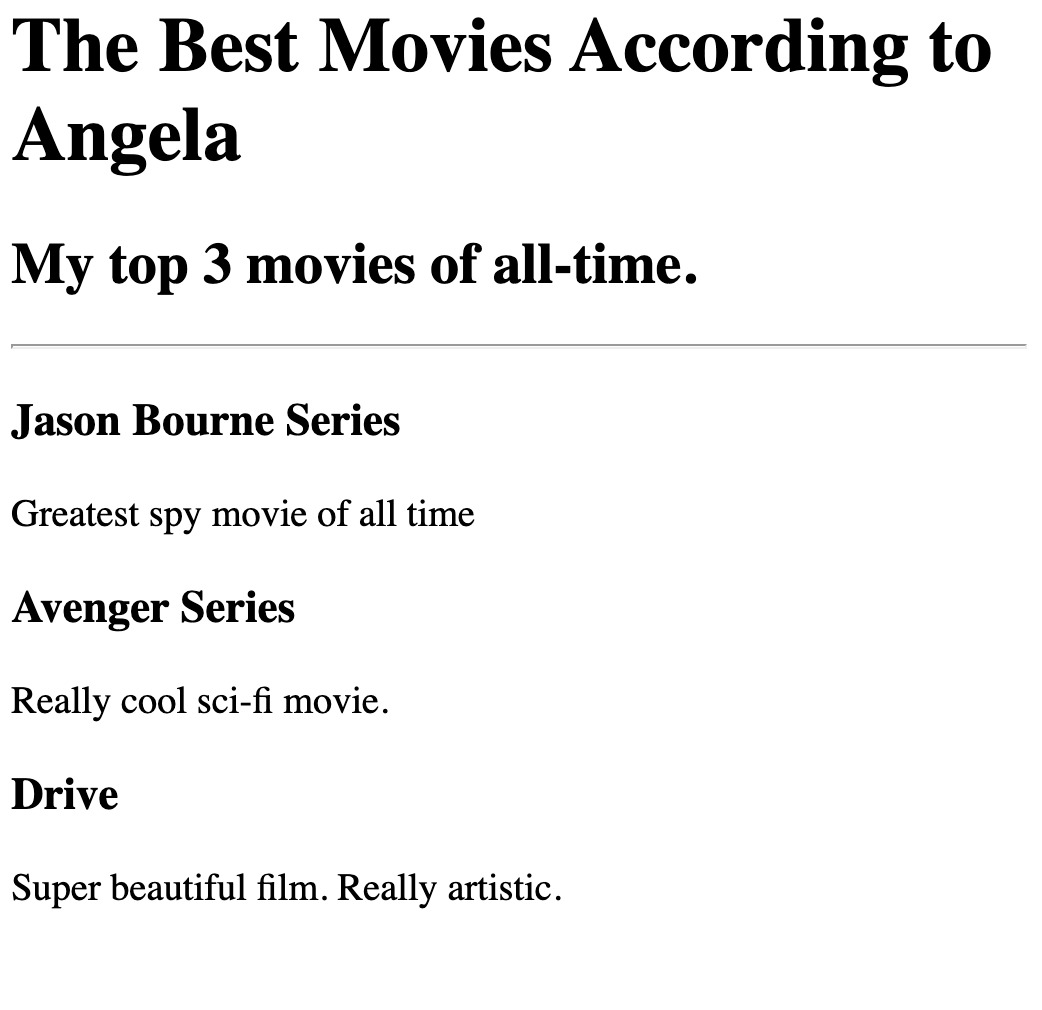 The Best Movies According to
Angela
My top 3 movies of all-time.
Jason Bourne Series
Greatest spy movie of all time
Avenger Series
Really cool sci-fi movie.
Drive
Super beautiful film. Really artistic.